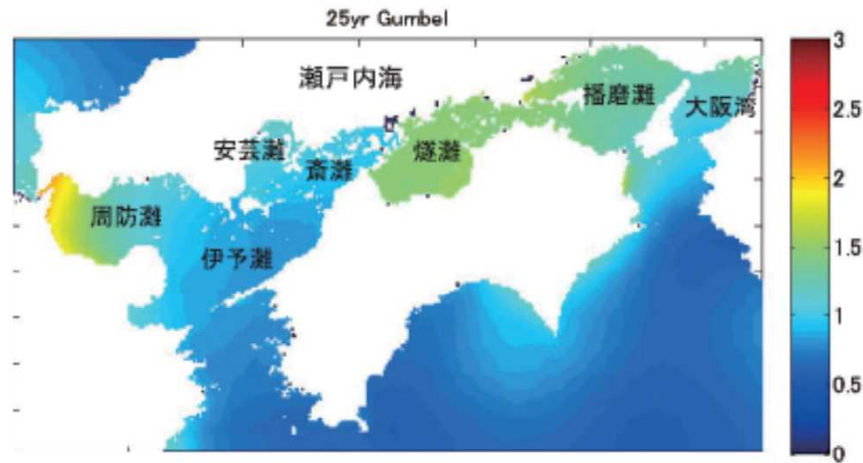 25yr Gumbel
瀬戸内海
播磨灘
大阪湾
安芸灘
斎灘
燧灘
周防灘
伊予灘
3
2.5
2
1.5
1
0.5
0